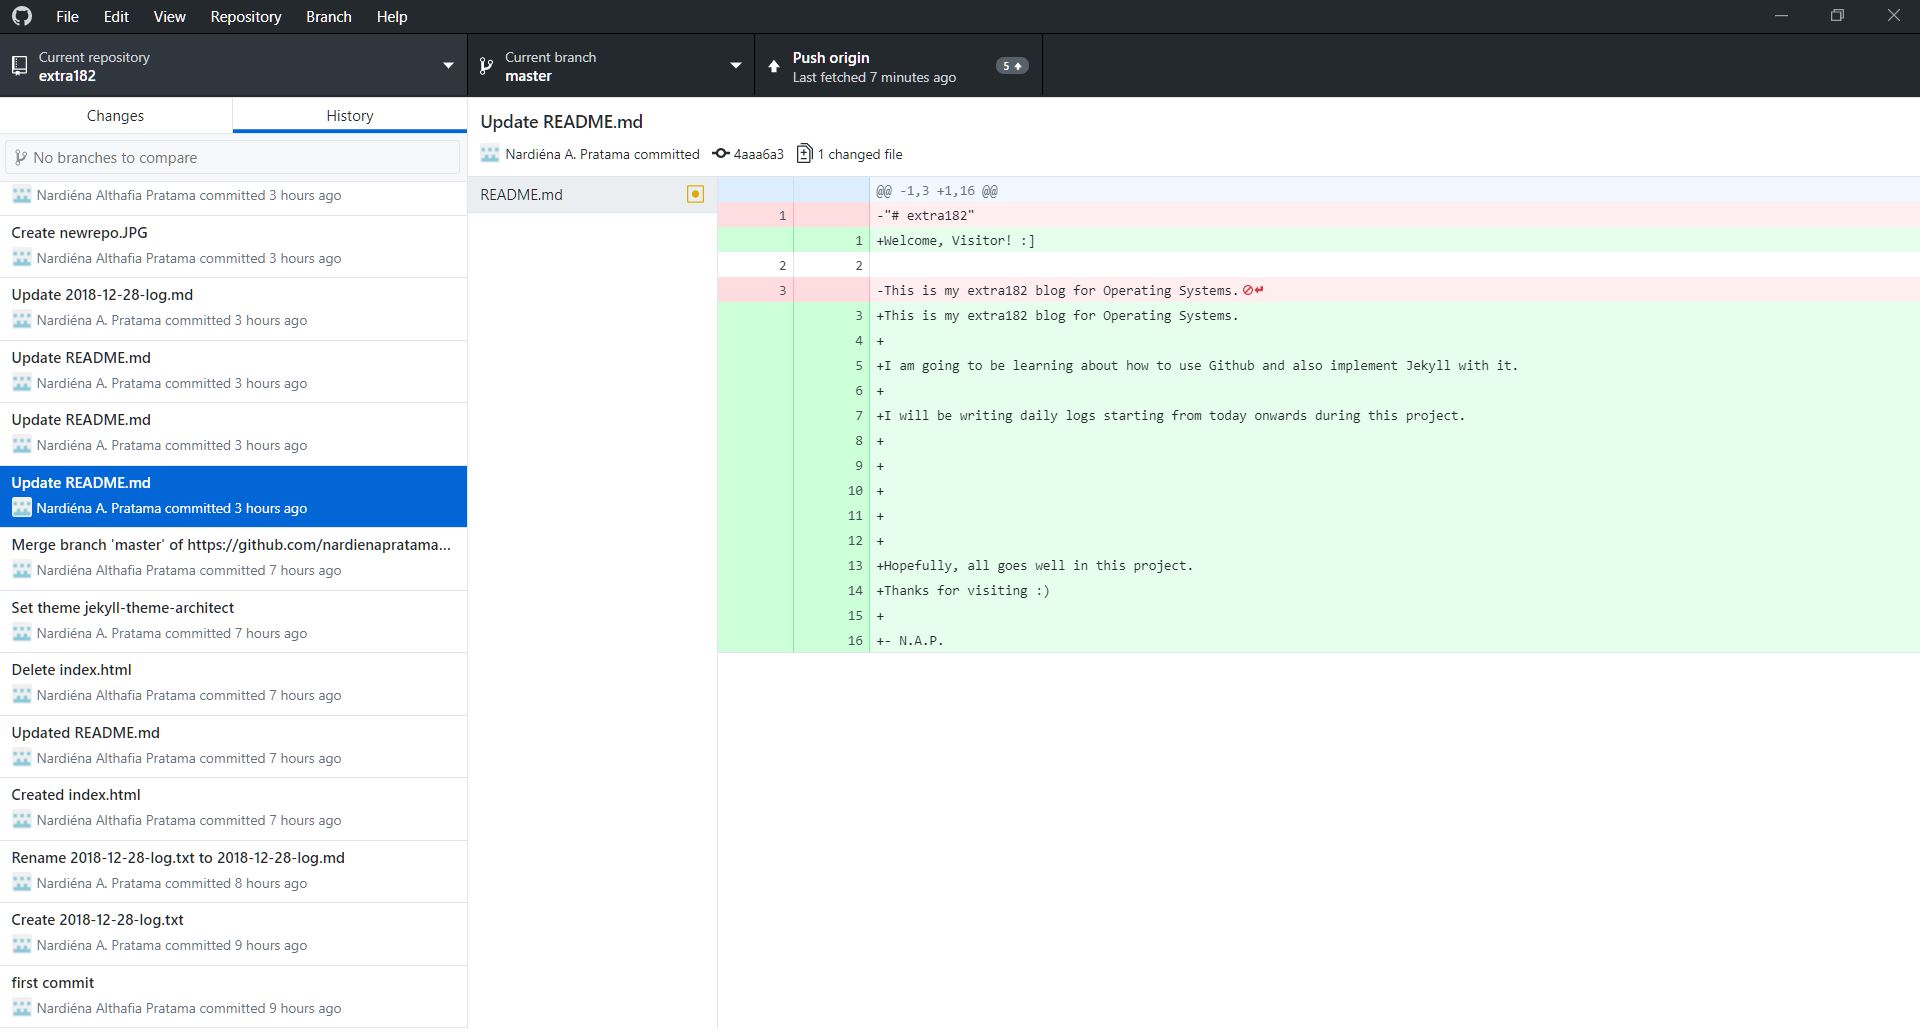 File Edit View Repository Branch Help
Current repository
extra182
Current branch
master
Push origin
Last fetched 7 minutes ago
5
Changes
History
No branches to compare
Nardiéna Althafia Pratama committed 3 hours ago
Create newrepo.JPG
Nardiéna Althafia Pratama committed 3 hours ago
Update 2018-12-28-log.md
Nardiéna A. Pratama committed 3 hours ago
Update README.md
Nardiéna A. Pratama committed 3 hours ago
Update README.md
Nardiéna A. Pratama committed 3 hours ago
Update README.md
Nardiéna A. Pratama committed 3 hours ago
Merge branch 'master' of https://github.com/nardienapratama...
Nardiéna Althafia Pratama committed 7 hours ago
Set theme jekyll-theme-architect
Nardiéna A. Pratama committed 7 hours ago
Delete index.html
Nardiéna Althafia Pratama committed 7 hours ago
Updated README.md
Nardiéna Althafia Pratama committed 7 hours ago
Created index.html
Nardiéna Althafia Pratama committed 7 hours ago
Rename 2018-12-28-log.txt to 2018-12-28-log.md
Nardiéna A. Pratama committed 8 hours ago
Create 2018-12-28-log.txt
Nardiéna A. Pratama committed 9 hours ago
first commit
Nardiéna Althafia Pratama committed 9 hours ago
Update README.md
Nardiéna A. Pratama committed 4aaa6a3 1 changed file
README.md
@@ -1,3 +1,16 @@
1 -"# extra182"
1 +Welcome, Visitor! :]
2 2
3 -This is my extra182 blog for Operating Systems.
3 +This is my extra182 blog for Operating Systems.
4 +
5 +I am going to be learning about how to use Github and also implement Jekyll with it.
6 +
7 +I will be writing daily logs starting from today onwards during this project.
8 +
9 +
10 +
11 +
12 +
13 +Hopefully, all goes well in this project.
14 +Thanks for visiting :)
15 +
16 +- N.A.P.